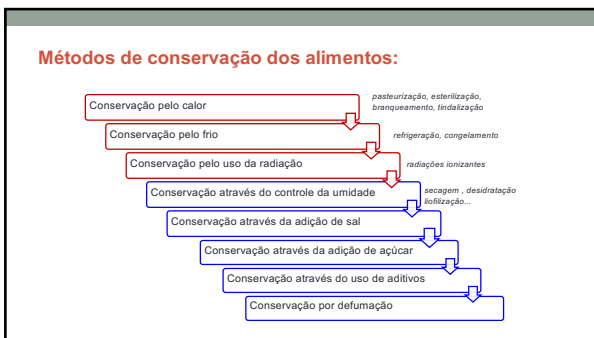 Métodos de conservação dos alimentos:
Conservação pelo calor
pasteurização, esterilização,
branqueamento, tindalização
Conservação pelo frio
refrigeração, congelamento
Conservação pelo uso da radiação
radiações ionizantes
Conservação através do controle da umidade
secagem , desidratação
liofilização...
Conservação através da adição de sal
Conservação através da adição de açúcar
Conservação através do uso de aditivos
Conservação por defumação